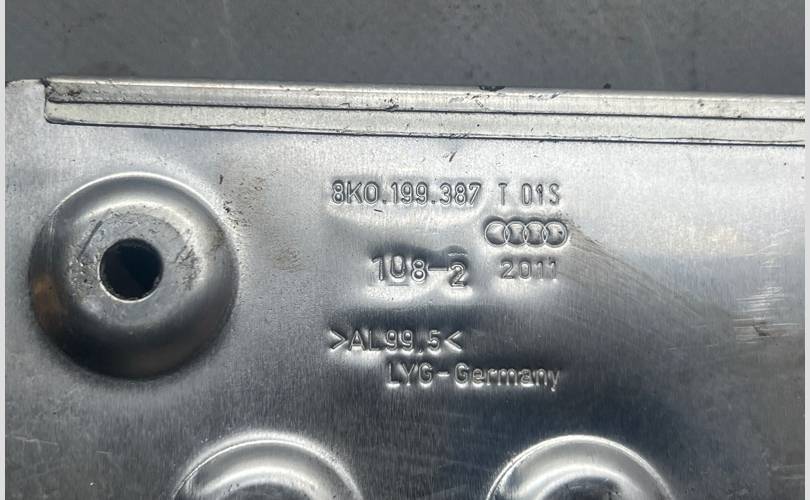 8K0.199.387 T 01S
108-2 2011
>AL99,5<
LYG-Germany